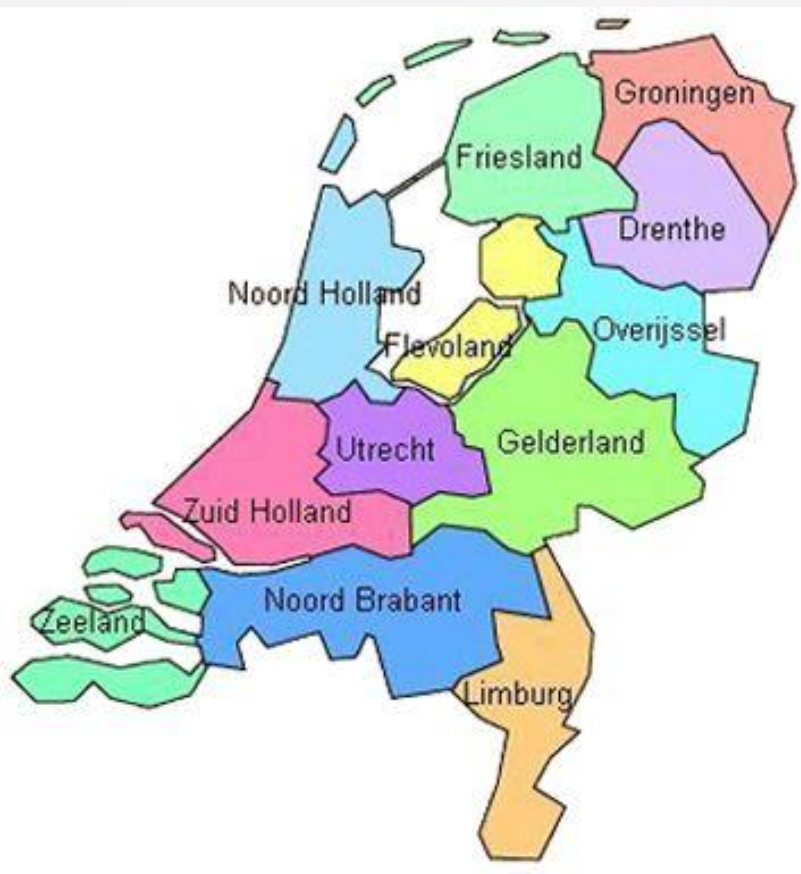 Groningen
Friesland
Drenthe
Noord Holland
Overijssel
Flevoland
Gelderland
Utrecht
Zuid Holland
Noord Brabant
Zeeland
Limburg